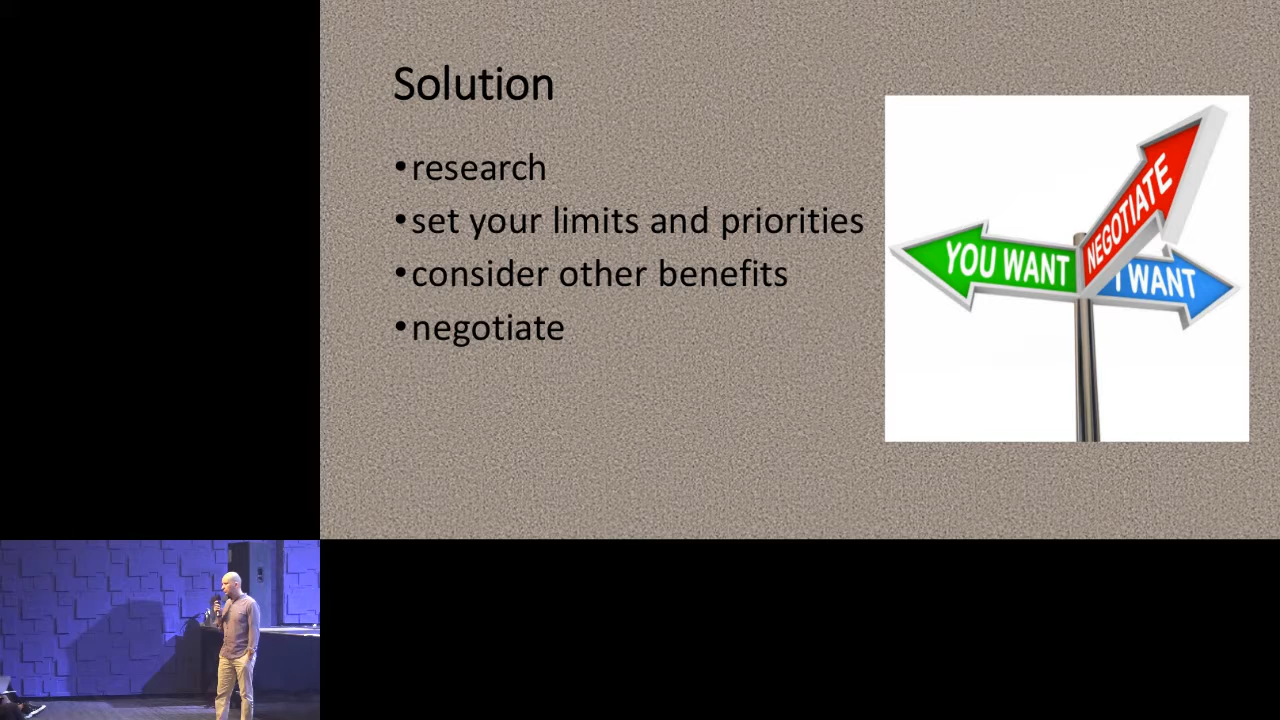 Solution
•research
•set your limits and priorities
•consider other benefits
•negotiate
NEGOTIATE
YOU WANT
I WANT